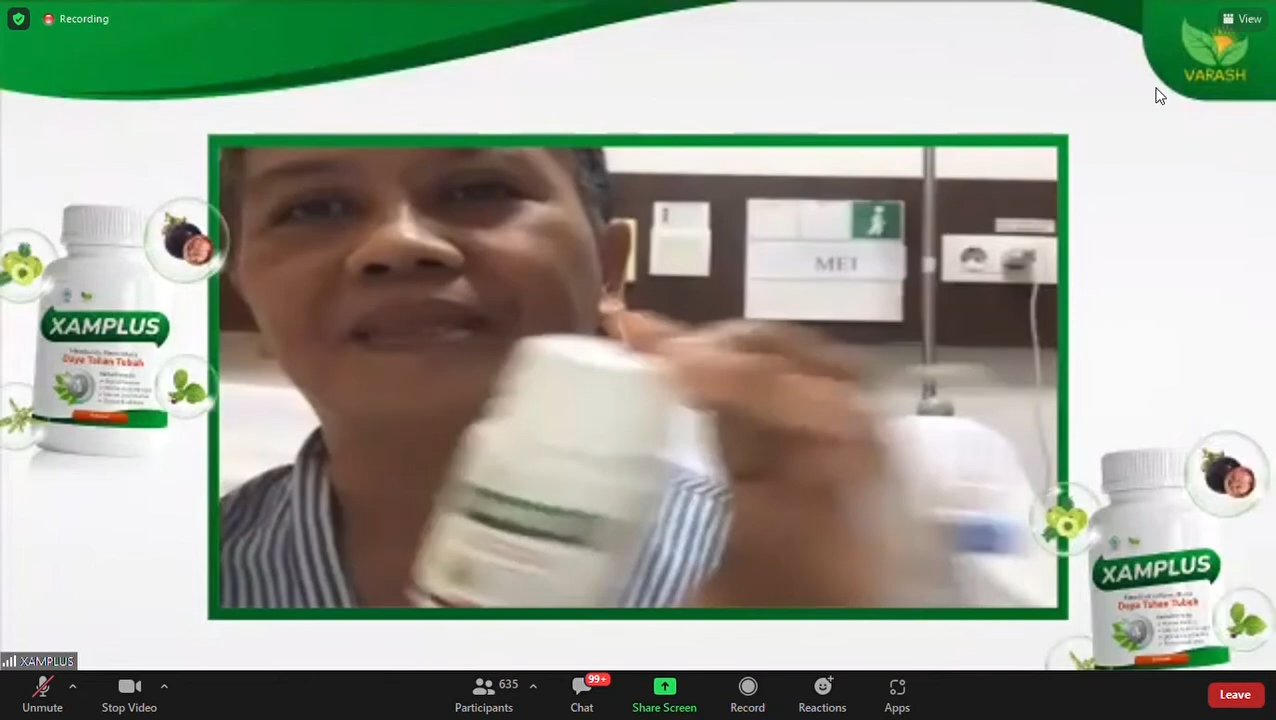 Recording
View
VARASH
MEI
XAMPLUS
Daya Tahan Tubuh
XAMPLUS
Daya Tahan Tubuh
XAMPLUS
Unmute
Stop Video
635
Participants
99+
Chat
Share Screen
Record
Reactions
Apps
Leave